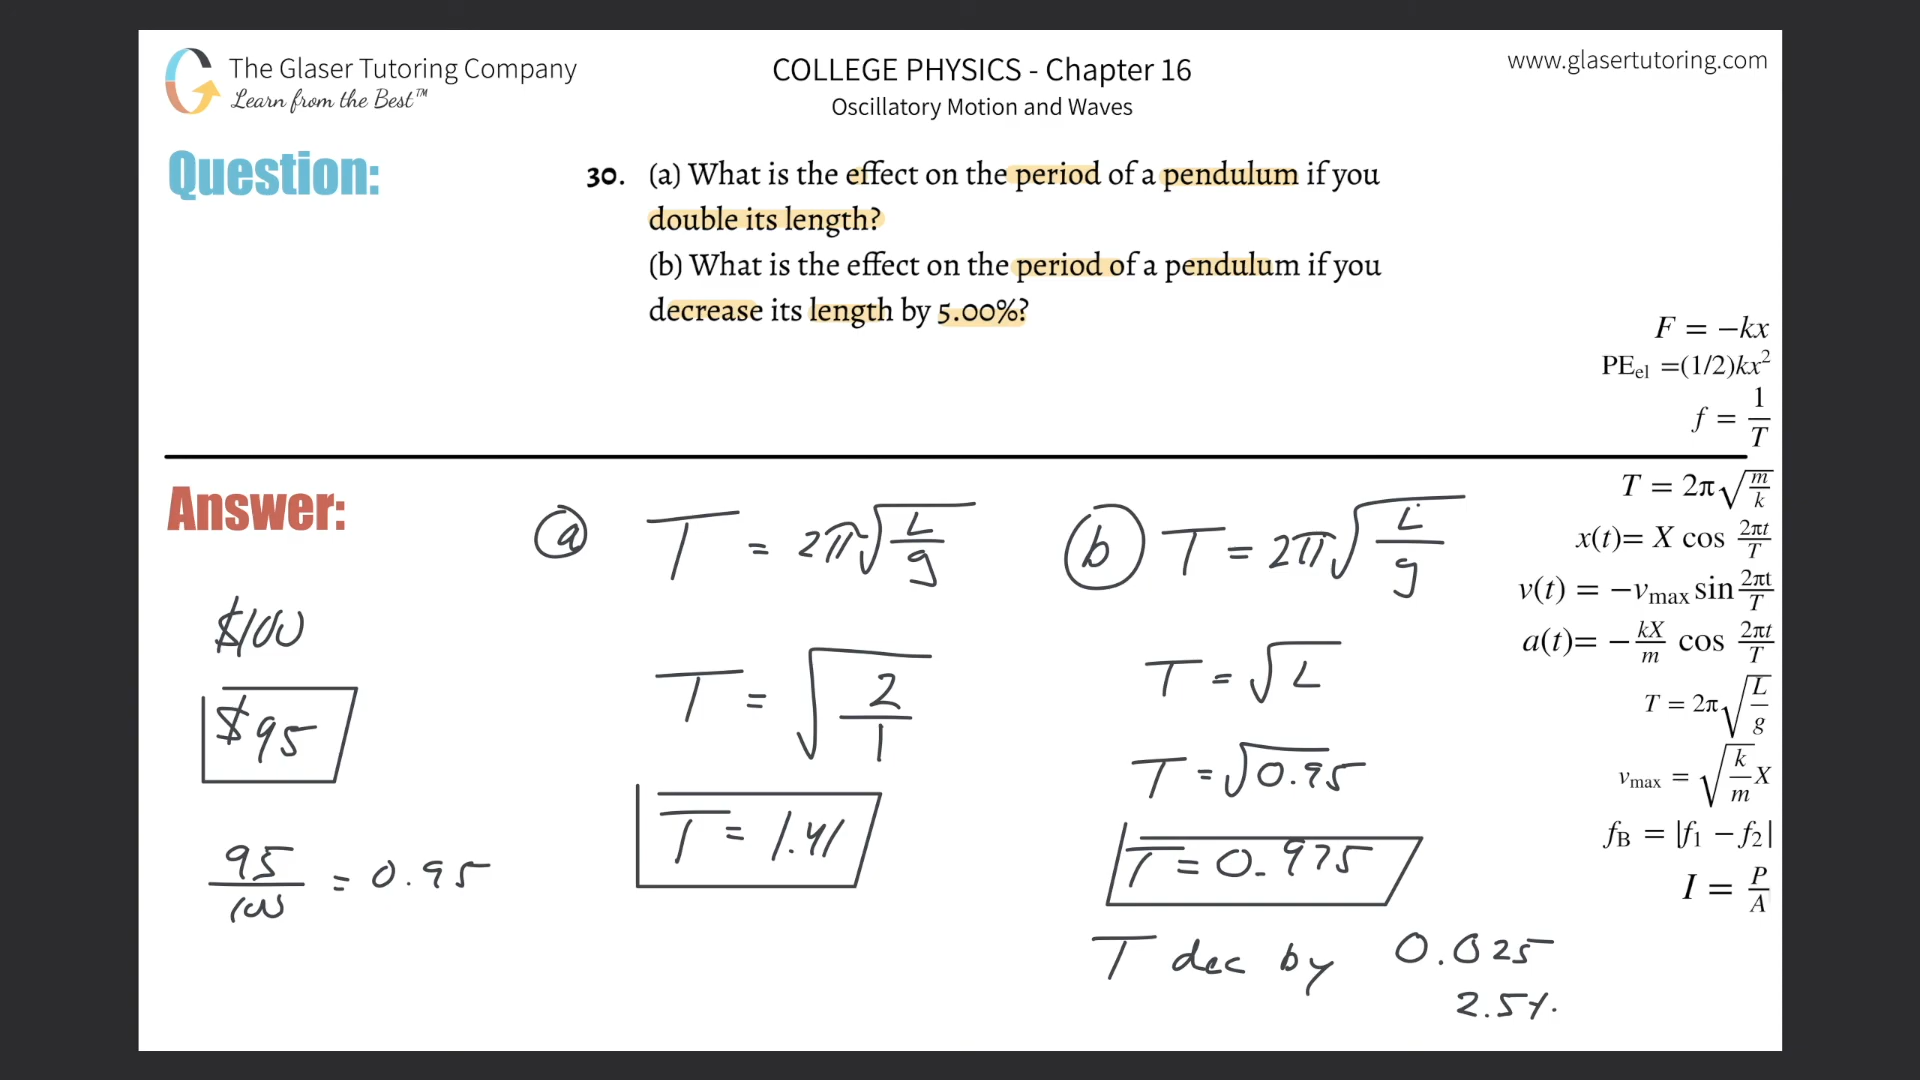 The Glaser Tutoring Company
Learn from the Best™
COLLEGE PHYSICS - Chapter 16
Oscillatory Motion and Waves
www.glasertutoring.com
Question:
30. (a) What is the effect on the period of a pendulum if you
double its length?
(b) What is the effect on the period of a pendulum if you
decrease its length by 5.00%?
F = −kx
PEel =(1/2)kx²
f = 1/T
T = 2π√(m/k)
x(t)= X cos 2πt/T
v(t) = −vmax sin 2πt/T
a(t)= − kX/m cos 2πt/T
T = 2π√(L/g)
vmax = √(k/m) X
fB = |f1 − f2|
I = P/A
Answer:
$100
$95
95/100 = 0.95
(a) T = 2π√(L/g)
T = √(2/1)
T = 1.41
(b) T = 2π√(L/g)
T = √L
T = √0.95
T = 0.975
T dec by 0.025
2.5%